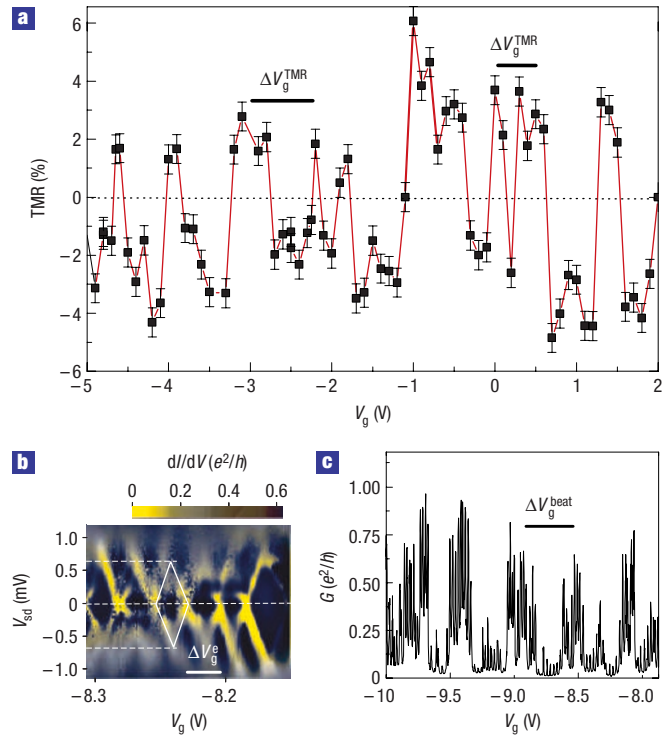 a
ΔV_g^TMR ΔV_g^TMR
6
4
2
0
−2
−4
−6
TMR (%)
−5 −4 −3 −2 −1 0 1 2
V_g (V)
b
dI/dV (e²/h)
0 0.2 0.4 0.6
1.0
0.5
0
−0.5
−1.0
V_sd (mV)
ΔV_g^e
−8.3 −8.2
V_g (V)
c
ΔV_g^beat
1.00
0.75
0.50
0.25
0
G (e²/h)
−10 −9.5 −9.0 −8.5 −8.0
V_g (V)